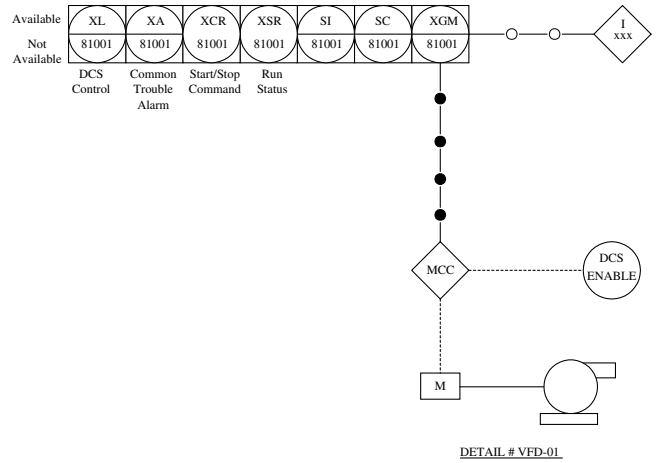 Available XL XA XCR XSR SI SC XGM I
xxx
Not 81001 81001 81001 81001 81001 81001 81001
Available
DCS Common Start/Stop Run
Control Trouble Command Status
Alarm
MCC
DCS
ENABLE
M
DETAIL # VFD-01